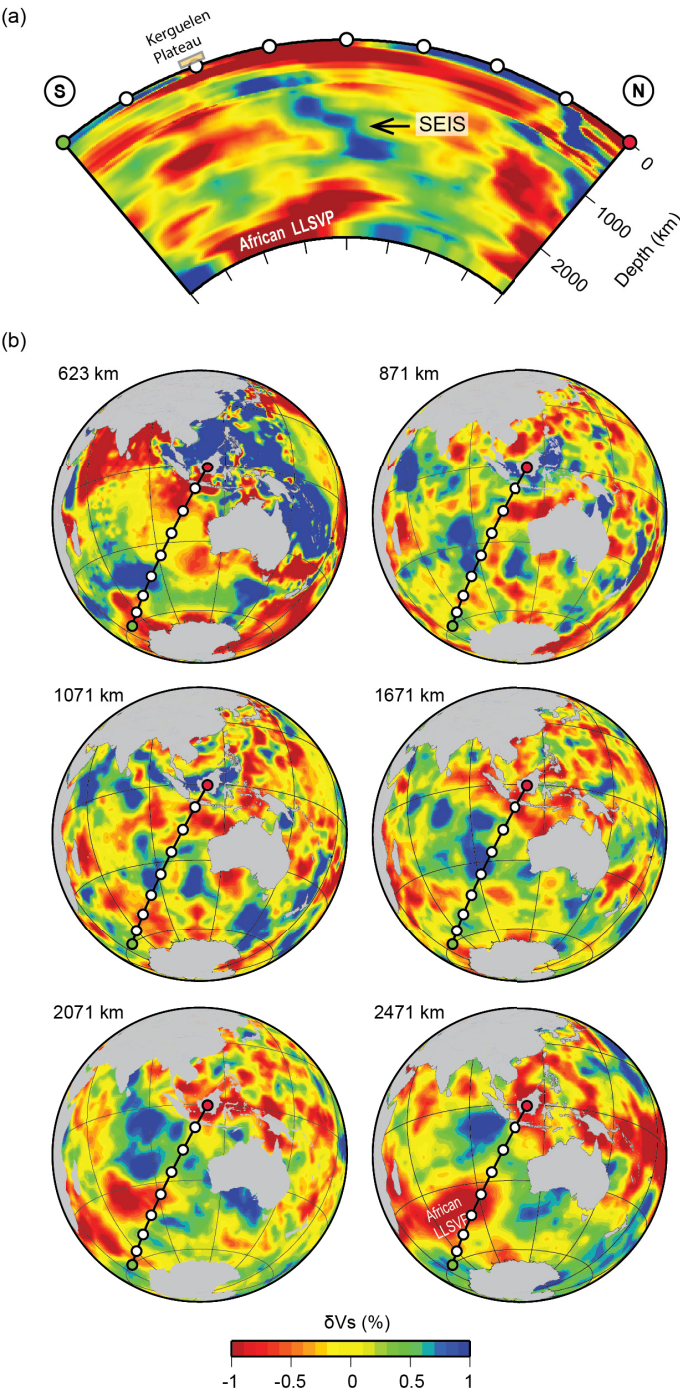 (a)
Kerguelen
Plateau
S
N
SEIS
African LLSVP
0
1000
2000
Depth (km)
(b)
623 km
871 km
1071 km
1671 km
2071 km
2471 km
African
LLSVP
δVs (%)
-1 -0.5 0 0.5 1